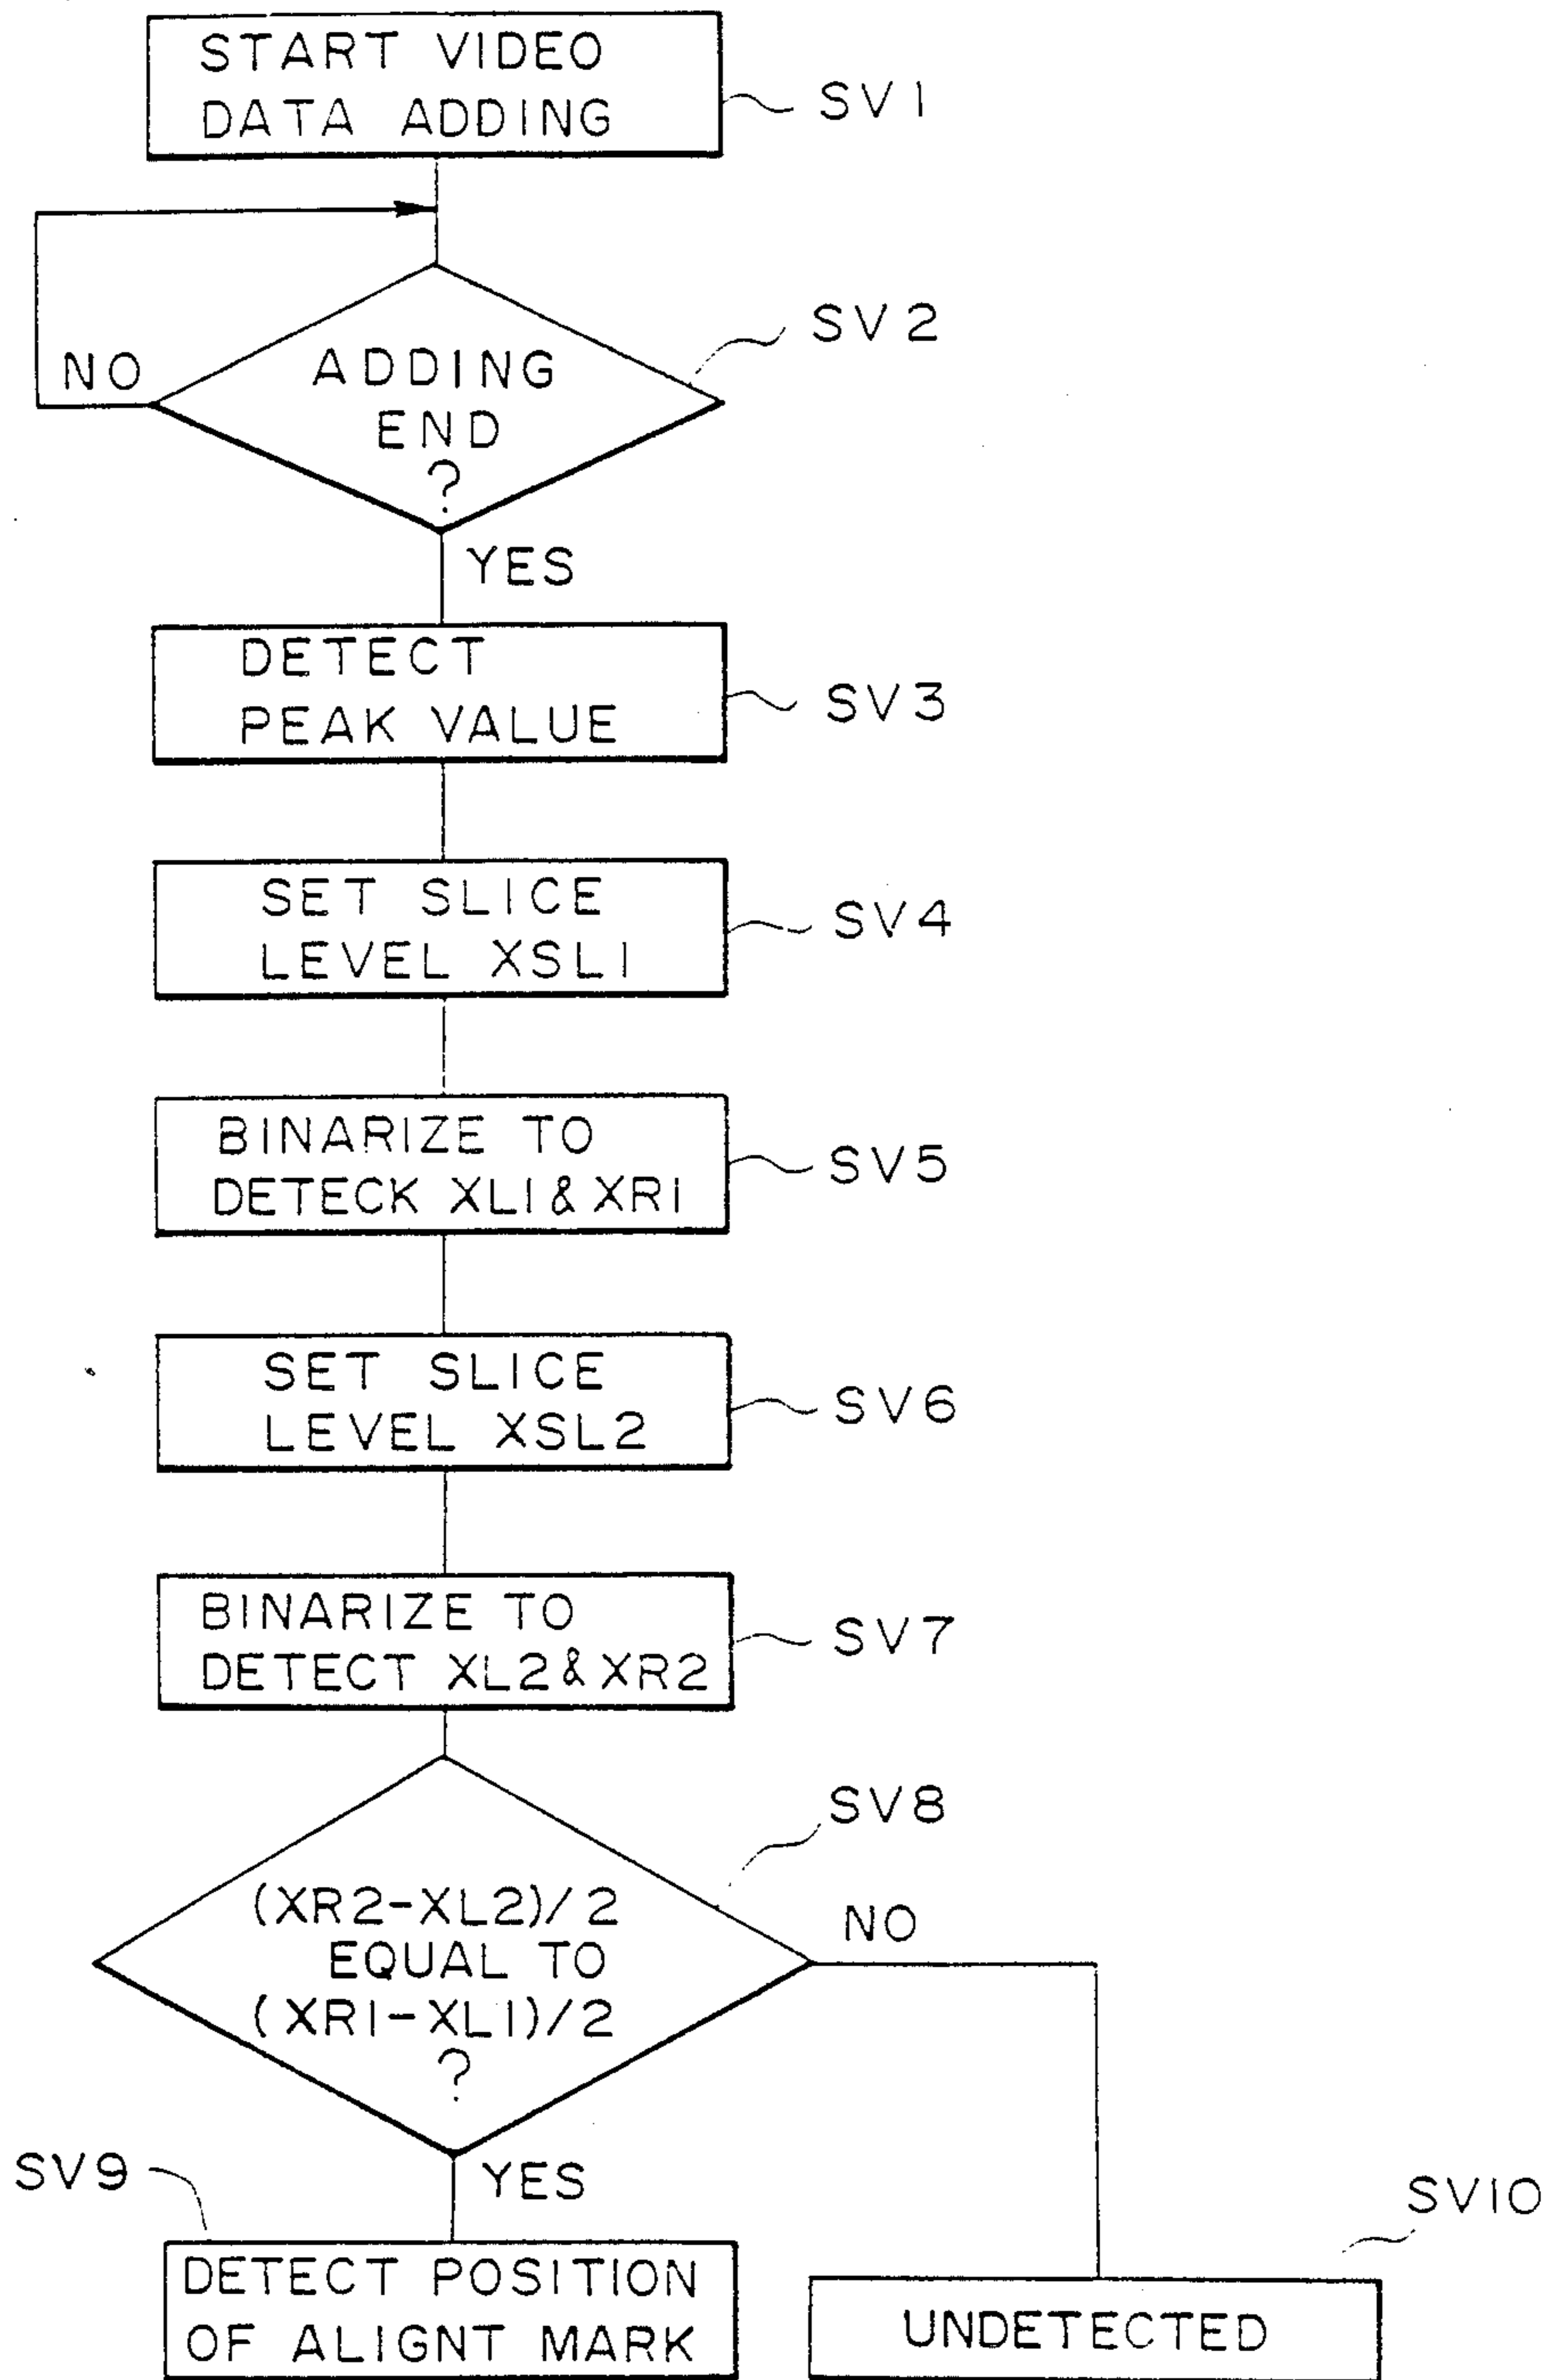 START VIDEO
DATA ADDING
SV1
SV2
NO
ADDING
END
?
YES
DETECT
PEAK VALUE
SV3
SET SLICE
LEVEL XSL1
SV4
BINARIZE TO
DETECK XL1&XR1
SV5
SET SLICE
LEVEL XSL2
SV6
BINARIZE TO
DETECT XL2&XR2
SV7
SV8
(XR2-XL2)/2
EQUAL TO
(XR1-XL1)/2
?
NO
YES
SV9
DETECT POSITION
OF ALIGNT MARK
SV10
UNDETECTED